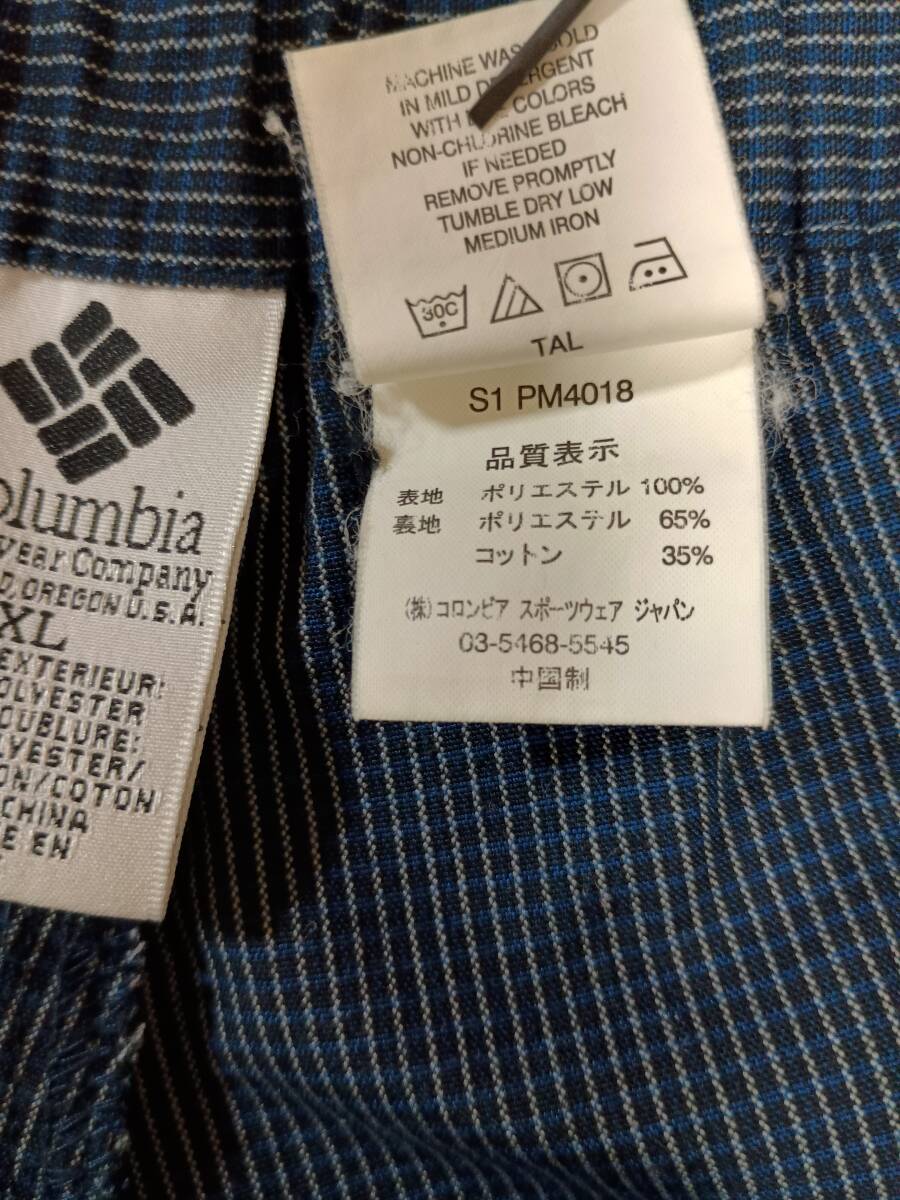 MACHINE WASH COLD
IN MILD DETERGENT
WITH COLORS
NON-CHLORINE BLEACH
IF NEEDED
REMOVE PROMPTLY
TUMBLE DRY LOW
MEDIUM IRON
30C
TAL
S1 PM4018
品質表示
表地 ポリエステル 100%
裏地 ポリエステル 65%
コットン 35%
(株)コロンビア スポーツウェア ジャパン
03-5468-5545
中國制
olumbia
wear Company
D, OREGON U.S.A.
XL
EXTERIEUR:
OLYESTER
OUBLURE:
LYESTER/
ON/COTON
CHINA
E EN